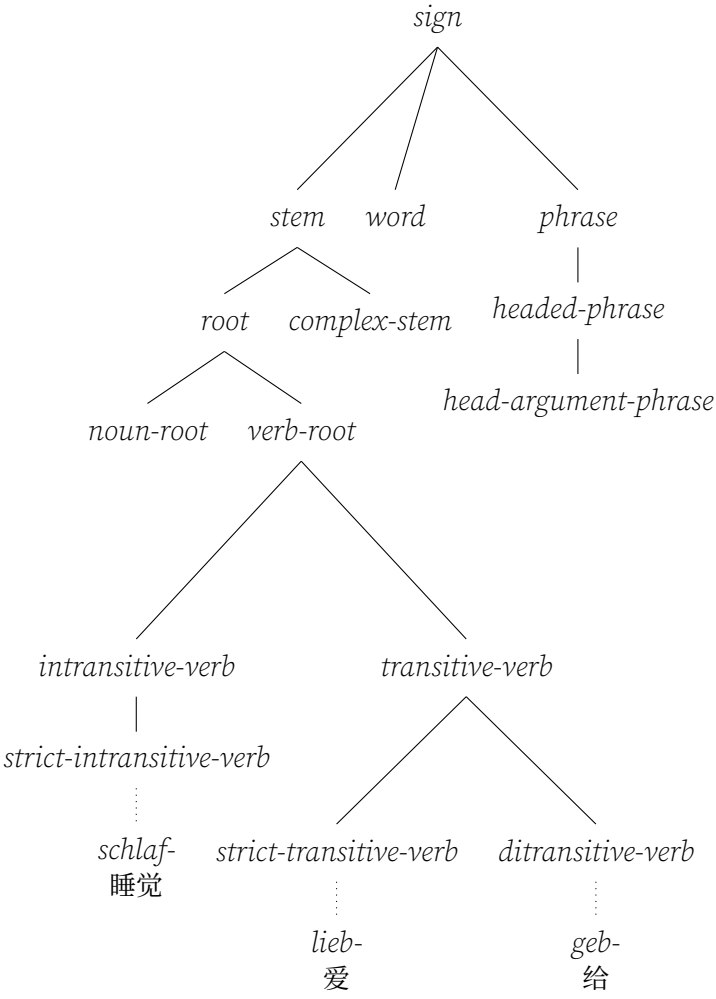 sign
stem word phrase
root complex-stem headed-phrase
head-argument-phrase
noun-root verb-root
intransitive-verb transitive-verb
strict-intransitive-verb
schlaf- strict-transitive-verb ditransitive-verb
睡觉
lieb- geb-
爱 给